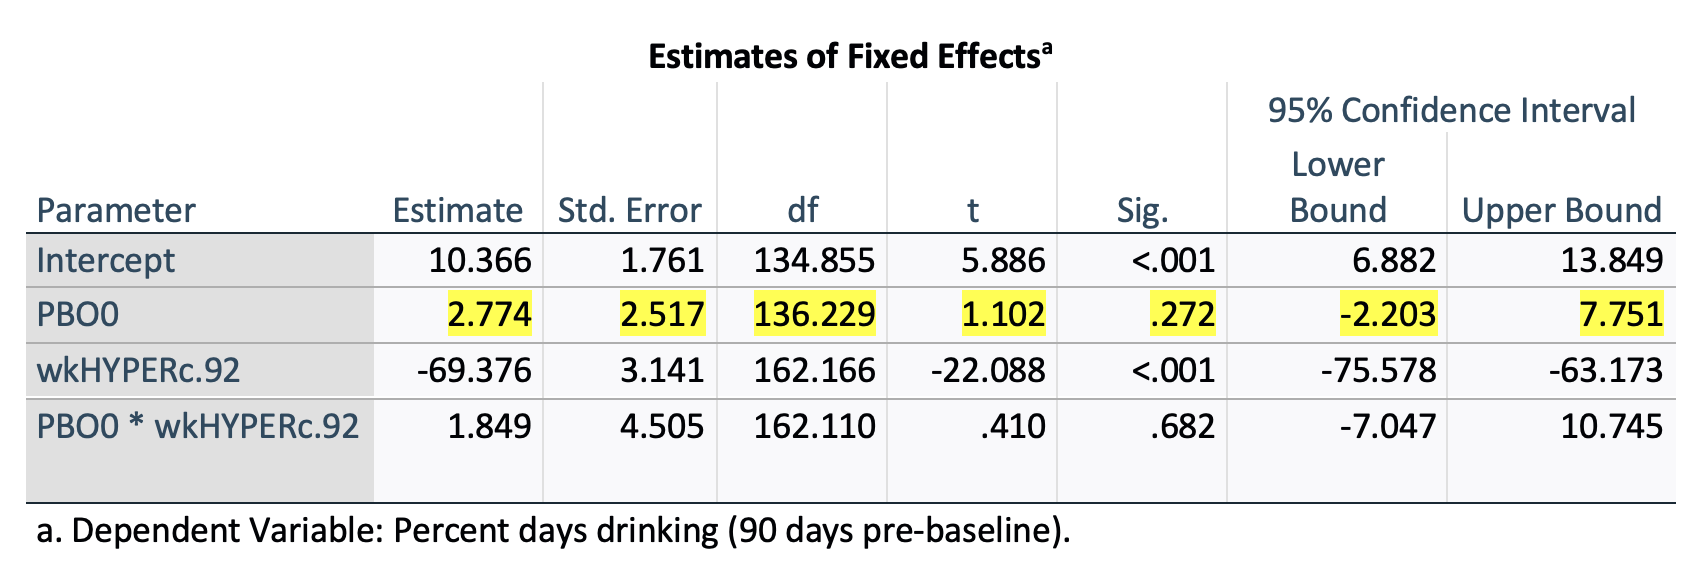 Estimates of Fixed Effectsa
95% Confidence Interval
Parameter Estimate Std. Error df t Sig. Lower Bound Upper Bound
Intercept 10.366 1.761 134.855 5.886 <.001 6.882 13.849
PBO0 2.774 2.517 136.229 1.102 .272 -2.203 7.751
wkHYPERc.92 -69.376 3.141 162.166 -22.088 <.001 -75.578 -63.173
PBO0 * wkHYPERc.92 1.849 4.505 162.110 .410 .682 -7.047 10.745
a. Dependent Variable: Percent days drinking (90 days pre-baseline).